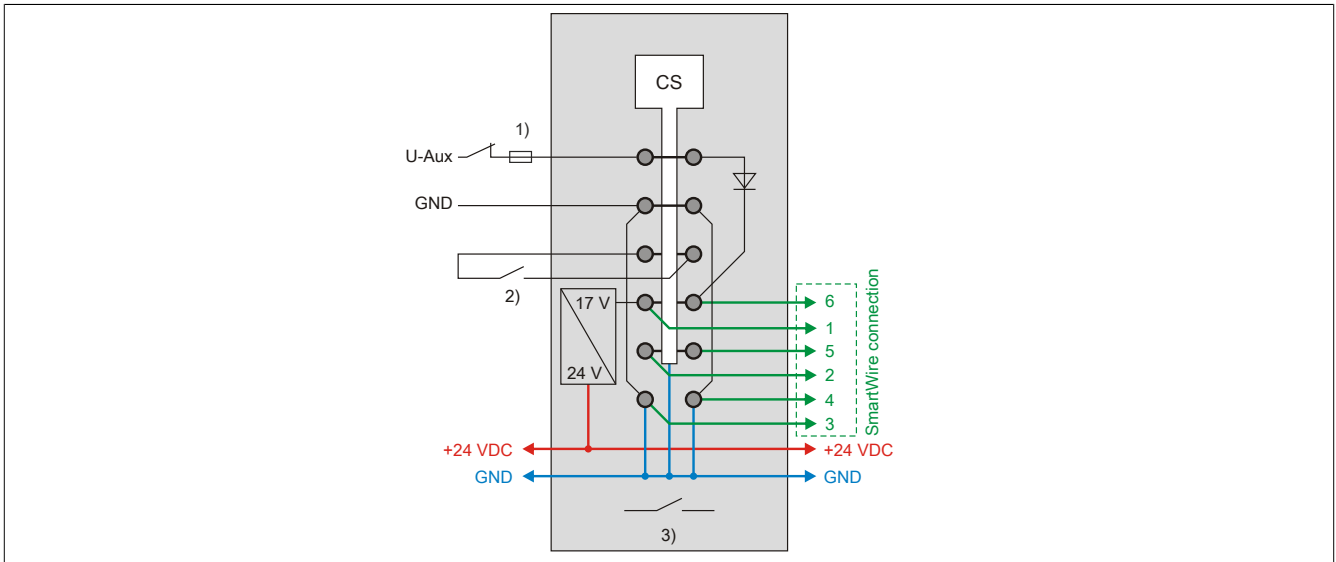 CS
1)
U-Aux
GND
2)
17 V
24 V
6
1
5
2
4
3
SmartWire connection
+24 VDC
+24 VDC
GND
GND
3)